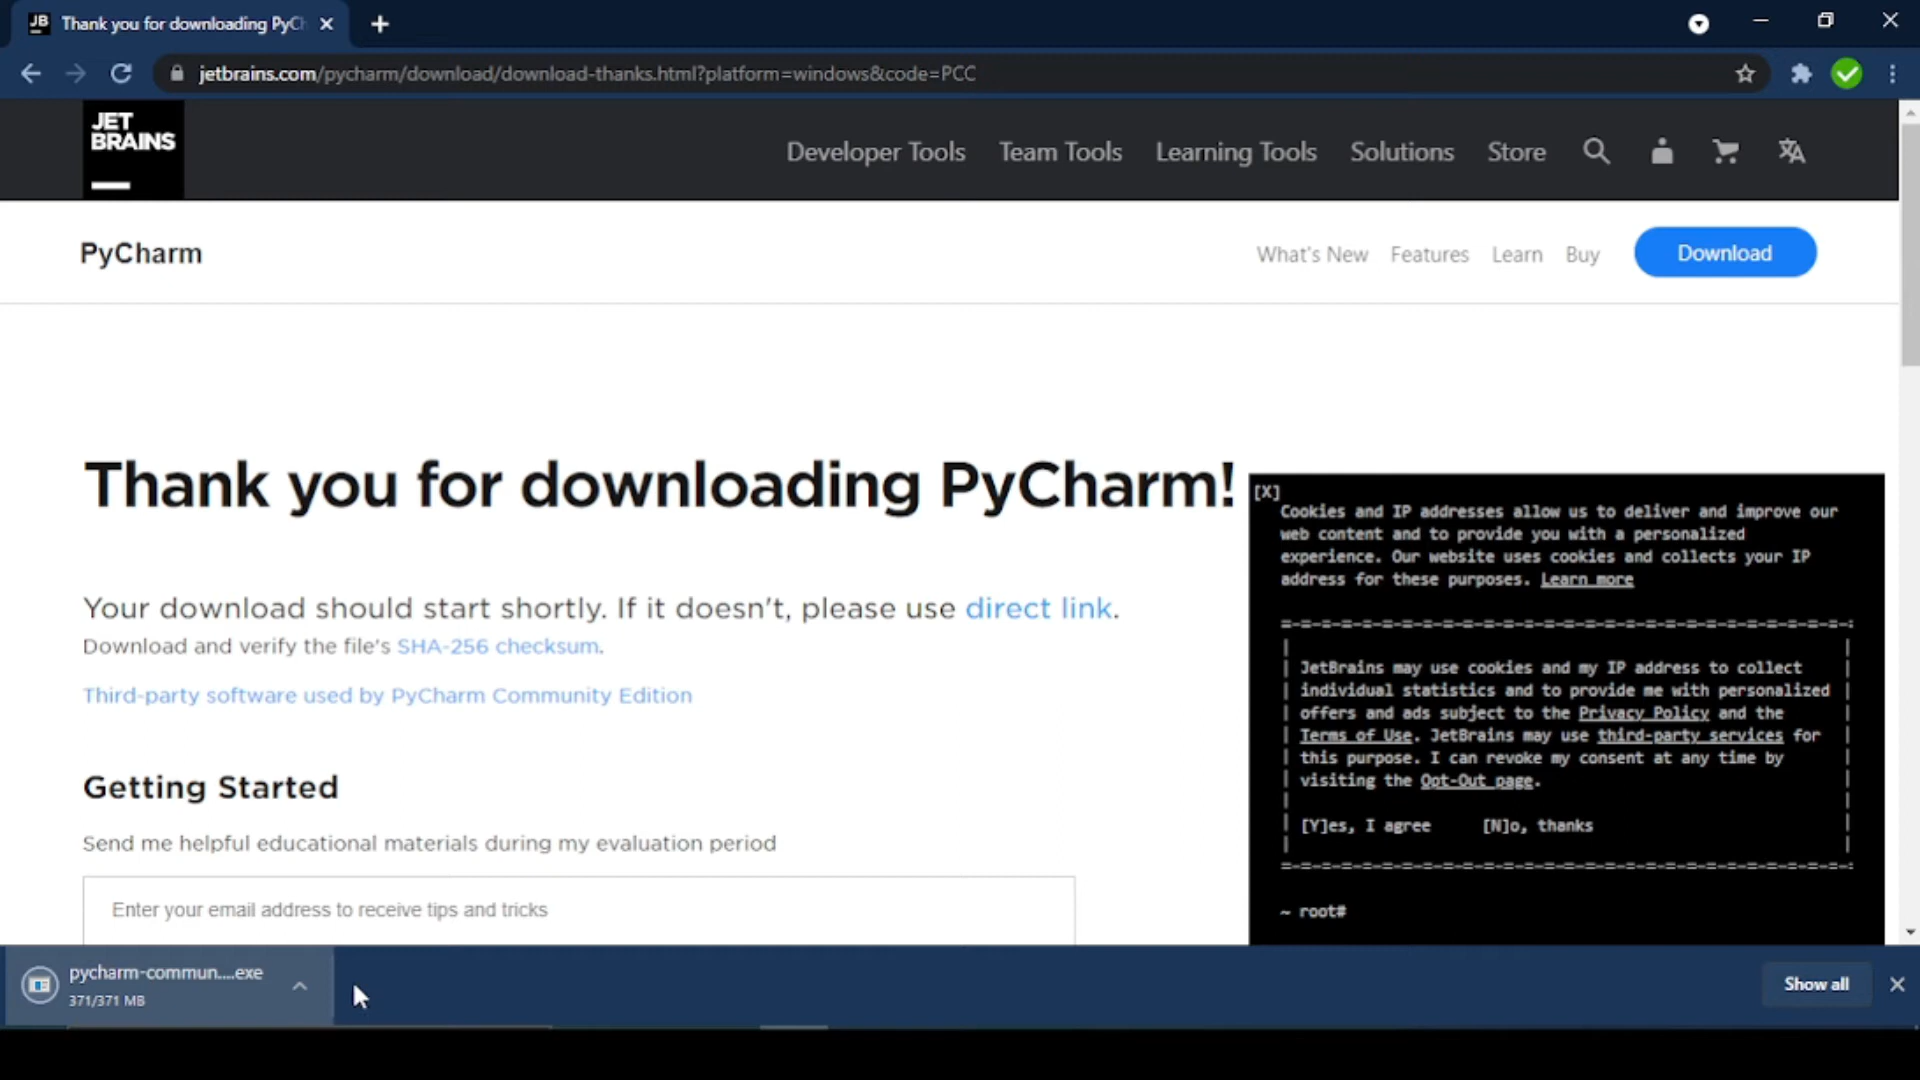 JB Thank you for downloading PyCh
jetbrains.com/pycharm/download/download-thanks.html?platform=windows&code=PCC
JET
BRAINS
Developer Tools
Team Tools
Learning Tools
Solutions
Store
PyCharm
What's New
Features
Learn
Buy
Download
Thank you for downloading PyCharm!
Your download should start shortly. If it doesn't, please use direct link.
Download and verify the file's SHA-256 checksum.
Third-party software used by PyCharm Community Edition
Getting Started
Send me helpful educational materials during my evaluation period
Enter your email address to receive tips and tricks
[X]
Cookies and IP addresses allow us to deliver and improve our
web content and to provide you with a personalized
experience. Our website uses cookies and collects your IP
address for these purposes. Learn more
JetBrains may use cookies and my IP address to collect
individual statistics and to provide me with personalized
offers and ads subject to the Privacy Policy and the
Terms of Use. JetBrains may use third-party services for
this purpose. I can revoke my consent at any time by
visiting the Opt-Out page.
[Y]es, I agree [N]o, thanks
~ root#
pycharm-commun....exe
371/371 MB
Show all